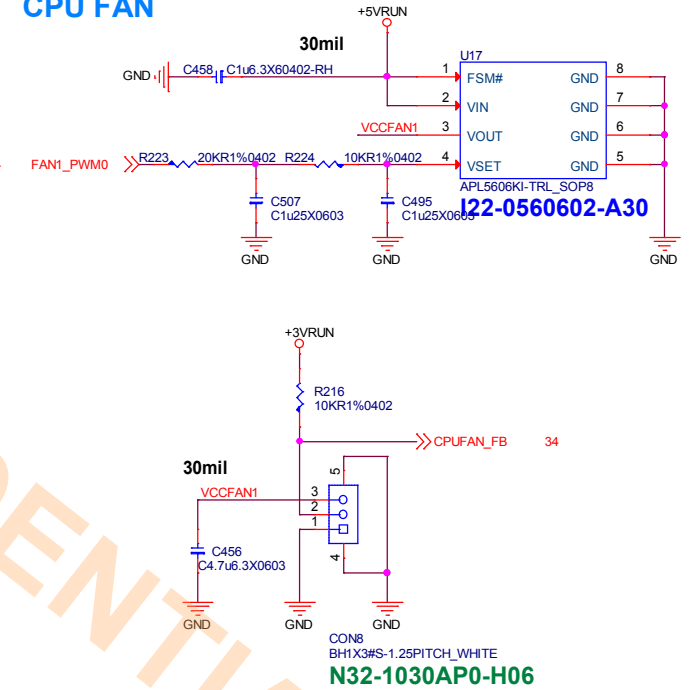 CPU FAN
+5VRUN
30mil
U17
GND C458 C1u6.3X60402-RH 1 FSM# GND 8
2 VIN GND 7
VCCFAN1 3 VOUT GND 6
FAN1_PWM0 R223 20KR1%0402 R224 10KR1%0402 4 VSET GND 5
APL5606KI-TRL_SOP8
I22-0560602-A30
C507 C495
C1u25X0603 C1u25X0603
GND GND GND
+3VRUN
R216
10KR1%0402
CPUFAN_FB 34
30mil
5
VCCFAN1 3
2
1
4
C456
C4.7u6.3X0603
GND GND GND
CON8
BH1X3#S-1.25PITCH_WHITE
N32-1030AP0-H06